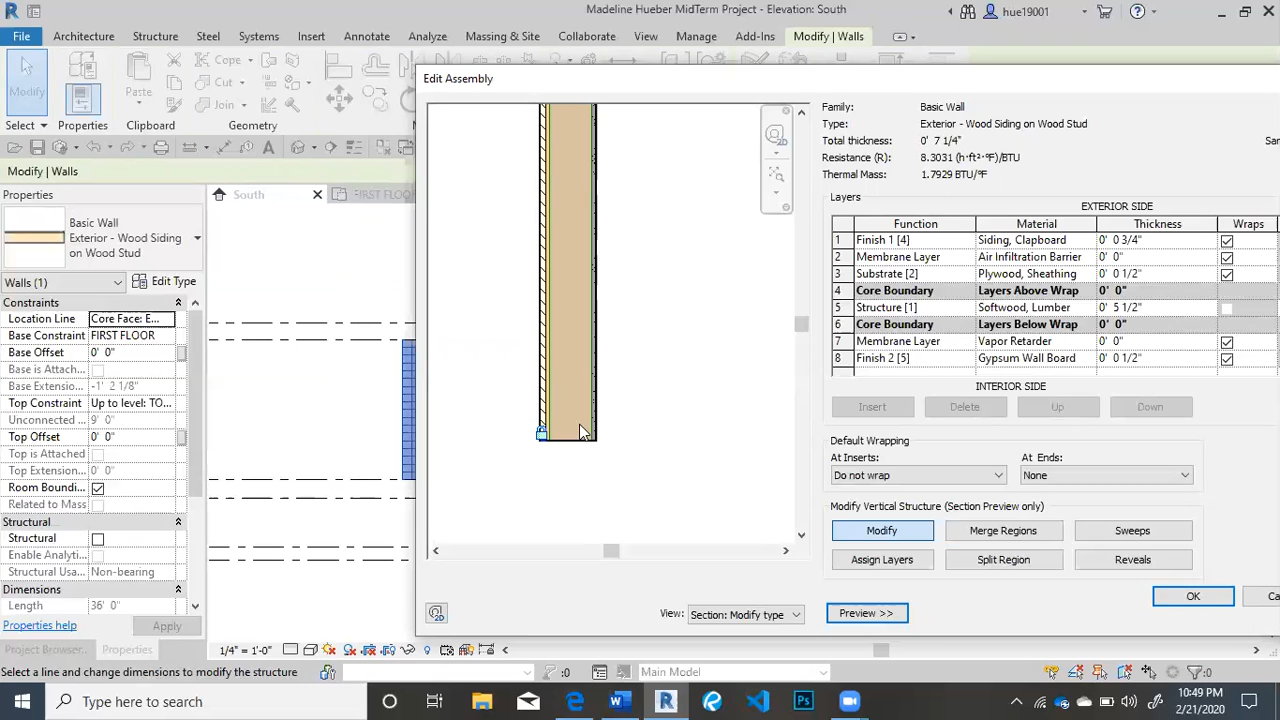 Madeline Hueber MidTerm Project - Elevation: South
hue19001
File Architecture Structure Steel Systems Insert Annotate Analyze Massing & Site Collaborate View Manage Add-Ins Modify | Walls
Modify
Select
Properties
Paste
Clipboard
Cope
Cut
Join
Geometry
Modify | Walls
Properties
Basic Wall
Exterior - Wood Siding
on Wood Stud
Walls (1)
Edit Type
Constraints
Location Line Core Face: E...
Base Constraint FIRST FLOOR
Base Offset 0' 0"
Base is Attach...
Base Extension... -1' 2 1/8"
Top Constraint Up to level: TO...
Unconnected ... 9' 0"
Top Offset 0' 0"
Top is Attached
Top Extension... 0' 0"
Room Boundi...
Related to Mass
Structural
Structural
Enable Analyti...
Structural Usa... Non-bearing
Dimensions
Length 36' 0"
Properties help
Apply
Project Browser...
Properties
South
FIRST FLOOR
Edit Assembly
2D
Family: Basic Wall
Type: Exterior - Wood Siding on Wood Stud
Total thickness: 0' 7 1/4"
San
Resistance (R): 8.3031 (h·ft²·°F)/BTU
Thermal Mass: 1.7929 BTU/°F
Layers
EXTERIOR SIDE
Function Material Thickness Wraps
1 Finish 1 [4] Siding, Clapboard 0' 0 3/4"
2 Membrane Layer Air Infiltration Barrier 0' 0"
3 Substrate [2] Plywood, Sheathing 0' 0 1/2"
4 Core Boundary Layers Above Wrap 0' 0"
5 Structure [1] Softwood, Lumber 0' 5 1/2"
6 Core Boundary Layers Below Wrap 0' 0"
7 Membrane Layer Vapor Retarder 0' 0"
8 Finish 2 [5] Gypsum Wall Board 0' 0 1/2"
INTERIOR SIDE
Insert Delete Up Down
Default Wrapping
At Inserts: At Ends:
Do not wrap None
Modify Vertical Structure (Section Preview only)
Modify Merge Regions Sweeps
Assign Layers Split Region Reveals
OK Ca
2D
View: Section: Modify type
Preview >>
1/4" = 1'-0"
Select a line and change dimensions to modify the structure
:0
Main Model
:0
Type here to search
10:49 PM
2/21/2020